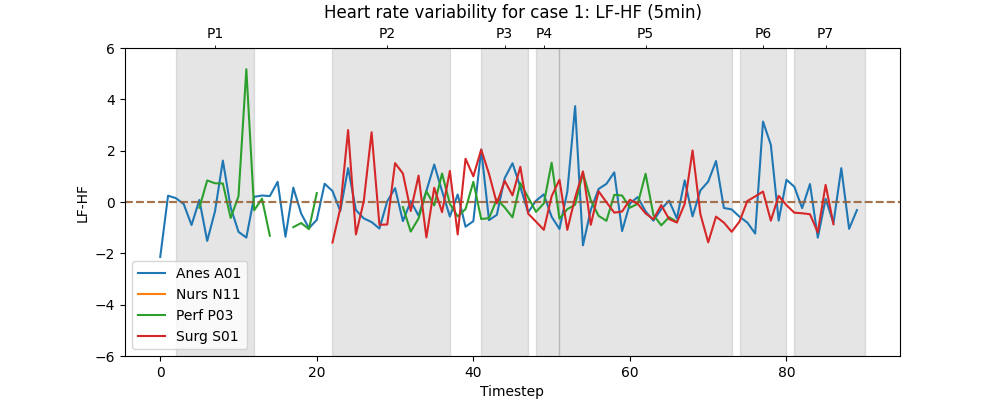 Heart rate variability for case 1: LF-HF (5min)
P1 P2 P3 P4 P5 P6 P7
6
4
2
0
−2
−4
−6
LF-HF
Anes A01
Nurs N11
Perf P03
Surg S01
0 20 40 60 80
Timestep